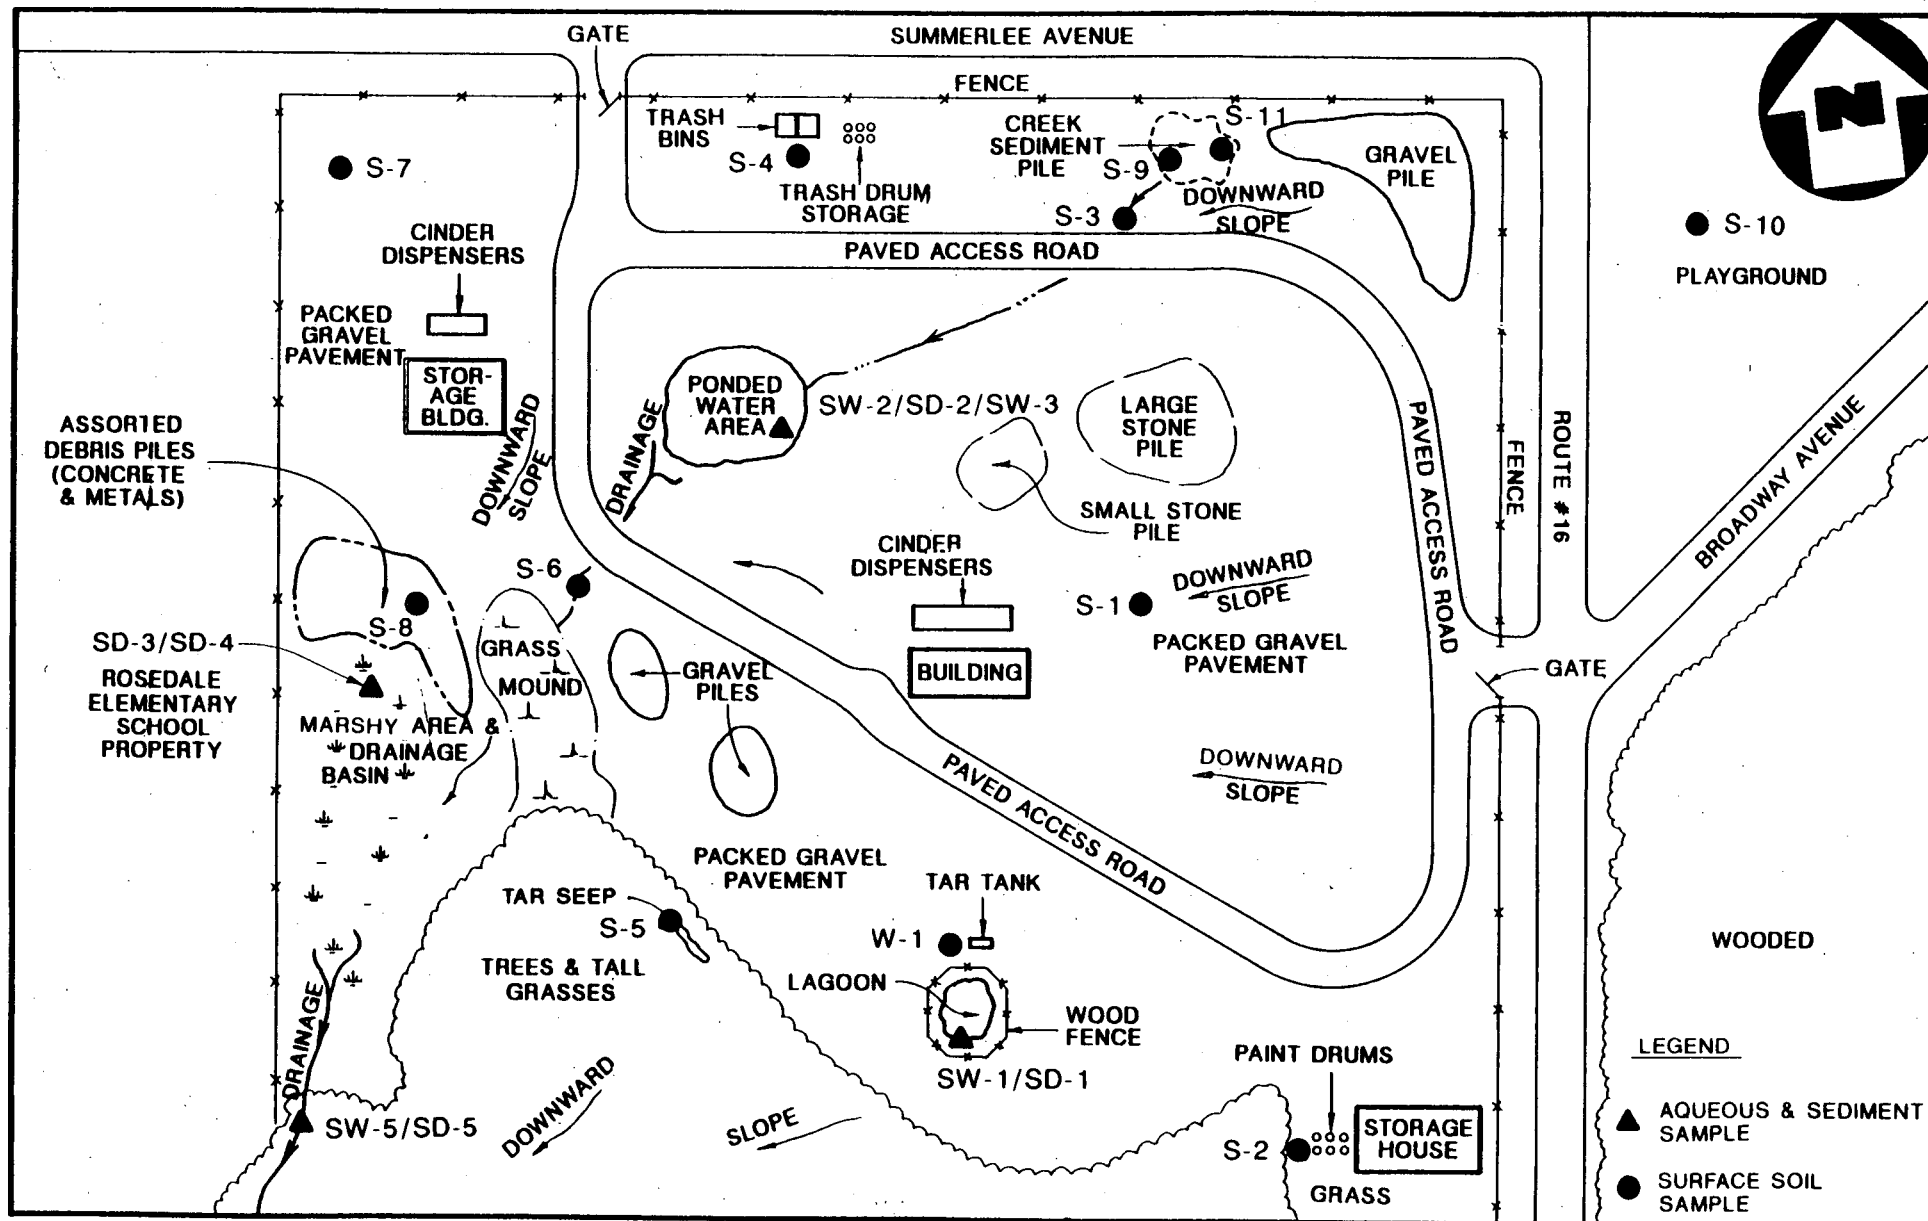 GATE
SUMMERLEE AVENUE
FENCE
N
TRASH
BINS
S-4
TRASH DRUM
STORAGE
CREEK
SEDIMENT
PILE
S-11
S-9
S-3
DOWNWARD
SLOPE
GRAVEL
PILE
S-7
S-10
PLAYGROUND
CINDER
DISPENSERS
PAVED ACCESS ROAD
PACKED
GRAVEL
PAVEMENT
STOR-
AGE
BLDG.
DOWNWARD
SLOPE
DRAINAGE
PONDED
WATER
AREA
SW-2/SD-2/SW-3
LARGE
STONE
PILE
SMALL STONE
PILE
PAVED ACCESS ROAD
FENCE
ROUTE #16
BROADWAY AVENUE
ASSORTED
DEBRIS PILES
(CONCRETE
& METALS)
S-6
CINDER
DISPENSERS
S-1
DOWNWARD
SLOPE
PACKED GRAVEL
PAVEMENT
BUILDING
GATE
S-8
SD-3/SD-4
ROSEDALE
ELEMENTARY
SCHOOL
PROPERTY
GRASS
MOUND
GRAVEL
PILES
MARSHY AREA &
DRAINAGE
BASIN
DOWNWARD
SLOPE
PAVED ACCESS ROAD
PACKED GRAVEL
PAVEMENT
TAR SEEP
S-5
TREES & TALL
GRASSES
TAR TANK
W-1
LAGOON
WOOD
FENCE
SW-1/SD-1
WOODED
DRAINAGE
SW-5/SD-5
DOWNWARD
SLOPE
PAINT DRUMS
S-2
STORAGE
HOUSE
GRASS
LEGEND
AQUEOUS & SEDIMENT
SAMPLE
SURFACE SOIL
SAMPLE